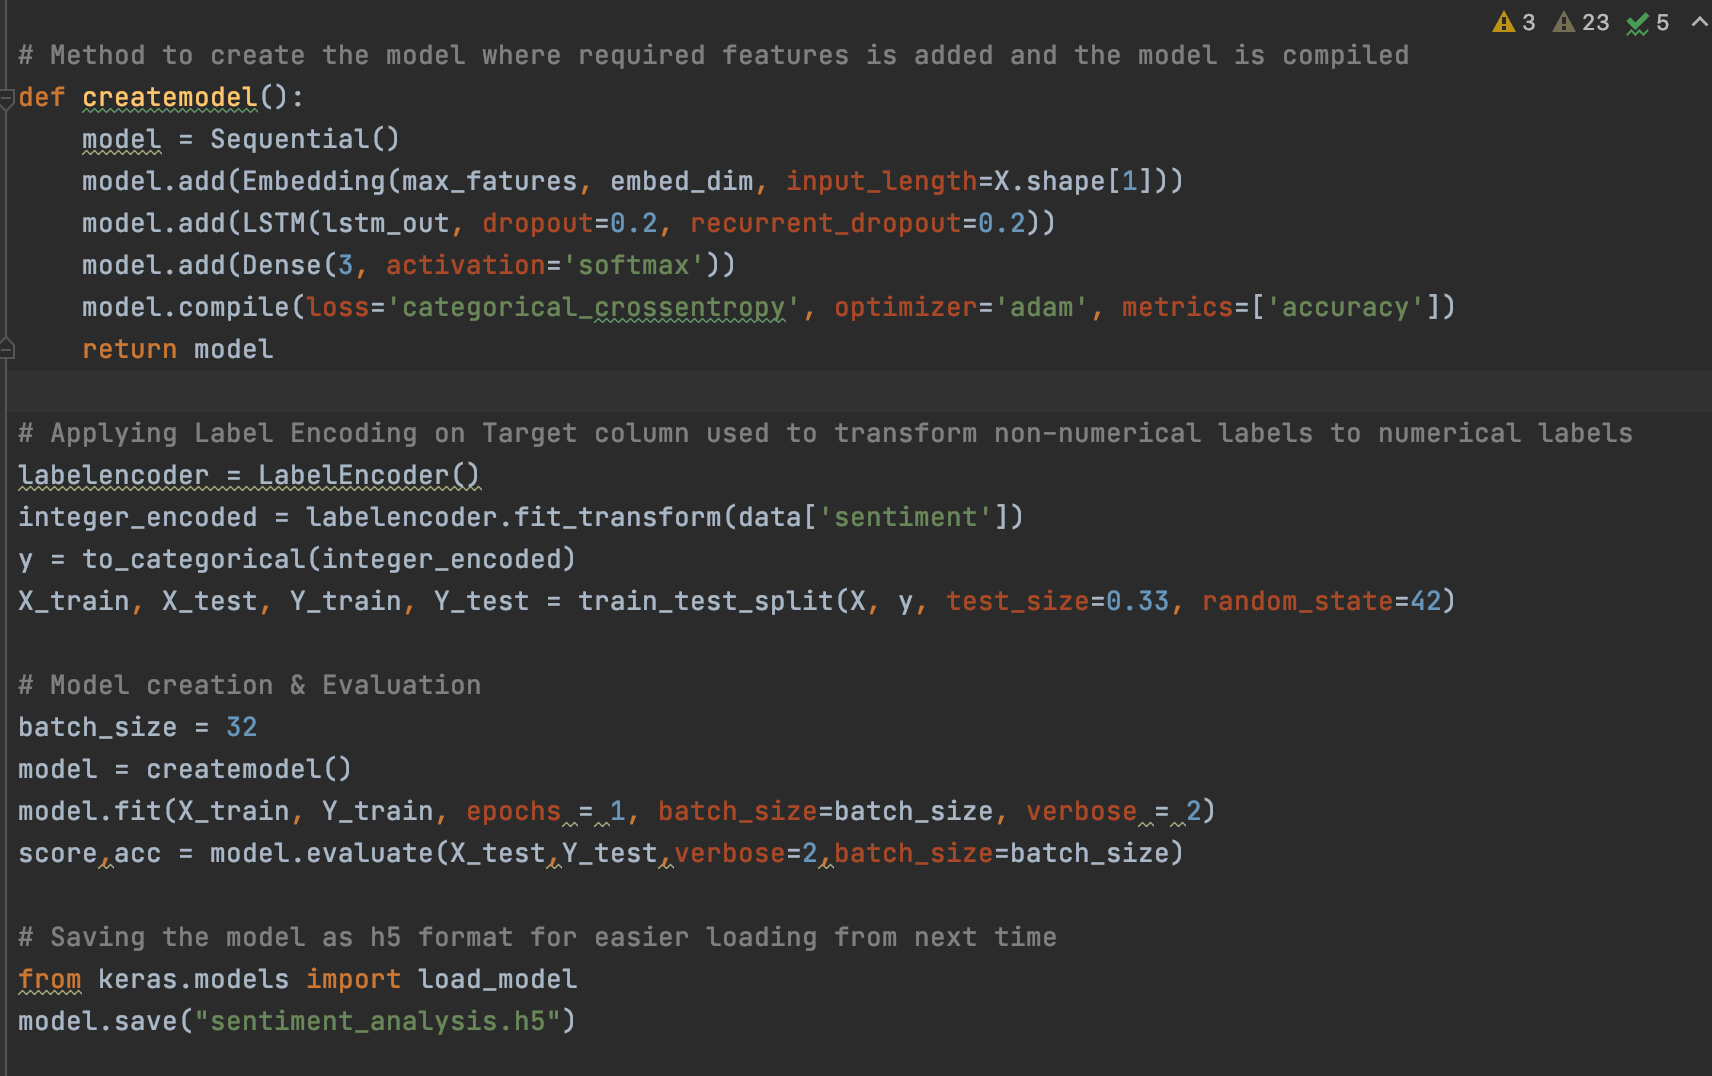 3 23 5
# Method to create the model where required features is added and the model is compiled
def createmodel():
    model = Sequential()
    model.add(Embedding(max_fatures, embed_dim, input_length=X.shape[1]))
    model.add(LSTM(lstm_out, dropout=0.2, recurrent_dropout=0.2))
    model.add(Dense(3, activation='softmax'))
    model.compile(loss='categorical_crossentropy', optimizer='adam', metrics=['accuracy'])
    return model
# Applying Label Encoding on Target column used to transform non-numerical labels to numerical labels
labelencoder = LabelEncoder()
integer_encoded = labelencoder.fit_transform(data['sentiment'])
y = to_categorical(integer_encoded)
X_train, X_test, Y_train, Y_test = train_test_split(X, y, test_size=0.33, random_state=42)
# Model creation & Evaluation
batch_size = 32
model = createmodel()
model.fit(X_train, Y_train, epochs = 1, batch_size=batch_size, verbose = 2)
score,acc = model.evaluate(X_test,Y_test,verbose=2,batch_size=batch_size)
# Saving the model as h5 format for easier loading from next time
from keras.models import load_model
model.save("sentiment_analysis.h5")